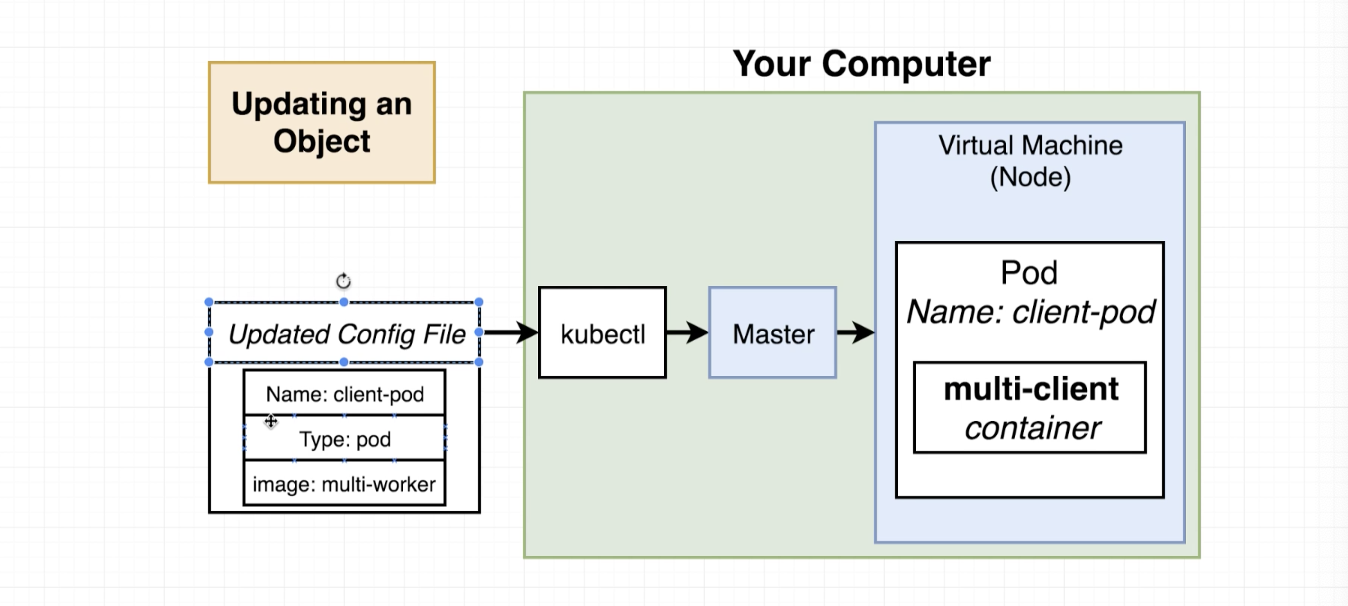 Your Computer
Updating an
Object
Virtual Machine
(Node)
Pod
Name: client-pod
Updated Config File
kubectl
Master
Name: client-pod
Type: pod
image: multi-worker
multi-client
container